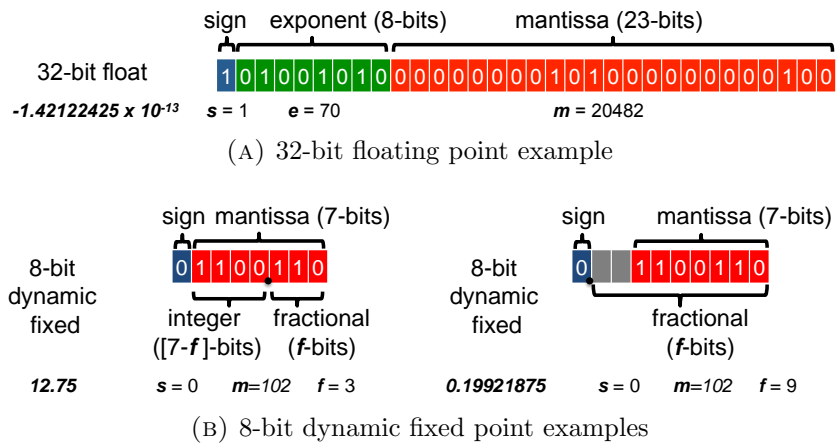 sign exponent (8-bits) mantissa (23-bits)
32-bit float 1 0 1 0 0 1 0 1 0 0 0 0 0 0 0 0 0 1 0 1 0 0 0 0 0 0 0 0 0 1 0 0
-1.42122425 x 10-13 s = 1 e = 70 m = 20482
(A) 32-bit floating point example
sign mantissa (7-bits)
8-bit dynamic fixed
0 1 1 0 0 1 1 0
integer ([7-f ]-bits)
fractional (f-bits)
12.75 s = 0 m=102 f = 3
sign mantissa (7-bits)
8-bit dynamic fixed
0 1 1 0 0 1 1 0
fractional (f-bits)
0.19921875 s = 0 m=102 f = 9
(B) 8-bit dynamic fixed point examples